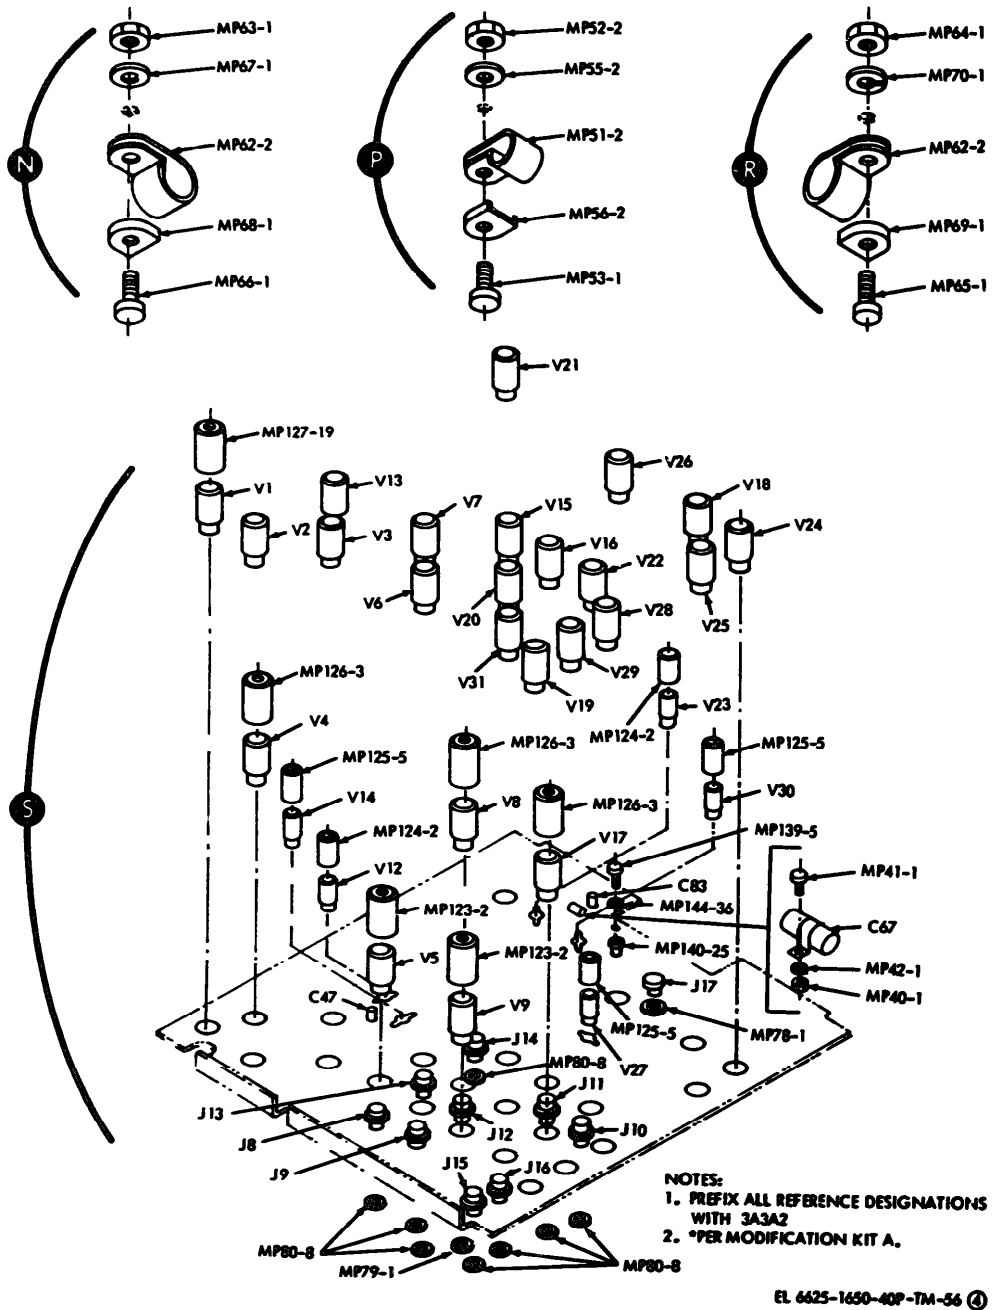 MP63-1
MP67-1
MP62-2
MP68-1
MP66-1
N
MP52-2
MP55-2
MP51-2
MP56-2
MP53-1
P
MP64-1
MP70-1
MP62-2
MP69-1
MP65-1
R
V21
MP127-19
V26
V13
V7
V15
V18
V1
V2
V3
V16
V24
V22
V6
V20
V28
V25
V31
V29
V19
MP126-3
V23
V4
MP124-2
MP126-3
MP125-5
MP125-5
V14
V8
MP126-3
V30
MP124-2
V17
MP139-5
S
V12
C83
MP41-1
MP123-2
MP144-36
C67
V5
MP123-2
MP140-25
MP42-1
J17
C47
V9
MP40-1
MP125-5
MP78-1
J14
MP80-8
V27
J13
J11
J8
J12
J10
J9
J15
J16
MP80-8
MP79-1
MP80-8
NOTES:
1. PREFIX ALL REFERENCE DESIGNATIONS
WITH 3A3A2
2. *PER MODIFICATION KIT A.
EL 6625-1650-40P-TM-56 ④